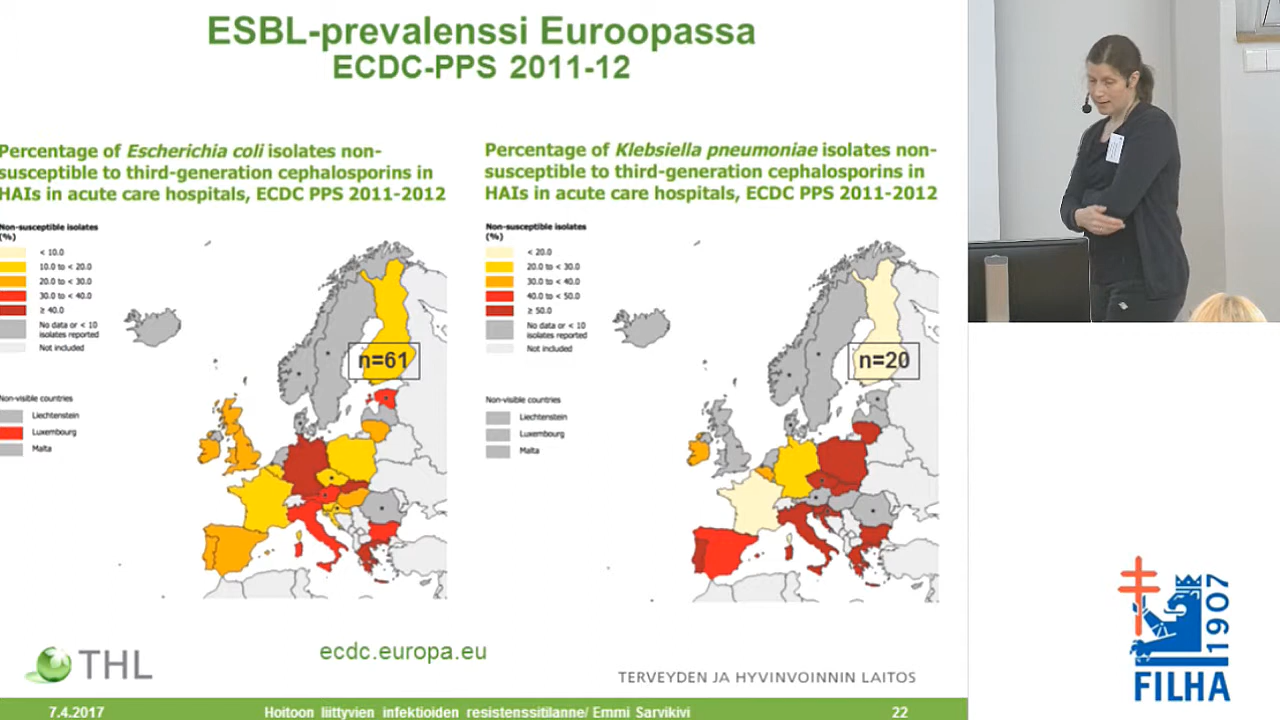 ESBL-prevalenssi Euroopassa
ECDC-PPS 2011-12
Percentage of Escherichia coli isolates non-
susceptible to third-generation cephalosporins in
HAIs in acute care hospitals, ECDC PPS 2011-2012
Non-susceptible isolates
(%)
< 10.0
10.0 to < 20.0
20.0 to < 30.0
30.0 to < 40.0
≥ 40.0
No data or < 10
isolates reported
Not included
Non-visible countries
Liechtenstein
Luxembourg
Malta
n=61
Percentage of Klebsiella pneumoniae isolates non-
susceptible to third-generation cephalosporins in
HAIs in acute care hospitals, ECDC PPS 2011-2012
Non-susceptible isolates
(%)
< 20.0
20.0 to < 30.0
30.0 to < 40.0
40.0 to < 50.0
≥ 50.0
No data or < 10
isolates reported
Not included
Non-visible countries
Liechtenstein
Luxembourg
Malta
n=20
ecdc.europa.eu
THL
TERVEYDEN JA HYVINVOINNIN LAITOS
7.4.2017
Hoitoon liittyvien infektioiden resistenssitilanne/ Emmi Sarvikivi
22
1907
FILHA